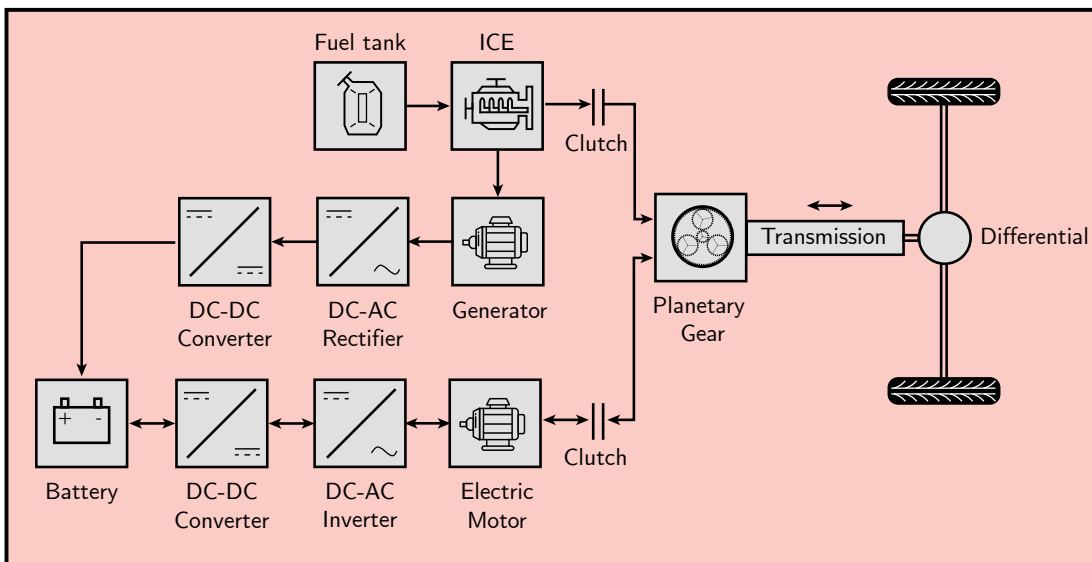 Fuel tank
ICE
Clutch
Transmission
Differential
DC-DC
Converter
DC-AC
Rectifier
Generator
Planetary
Gear
+ -
Clutch
Battery
DC-DC
Converter
DC-AC
Inverter
Electric
Motor